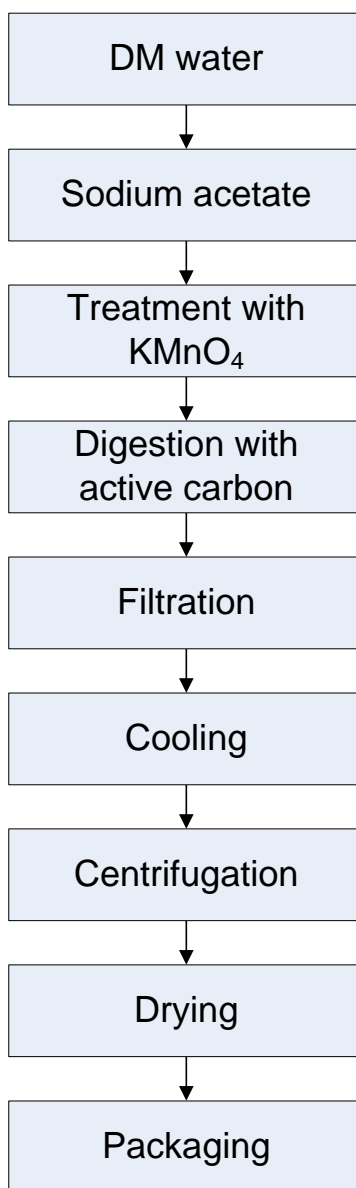 DM water
Sodium acetate
Treatment with
KMnO₄
Digestion with
active carbon
Filtration
Cooling
Centrifugation
Drying
Packaging